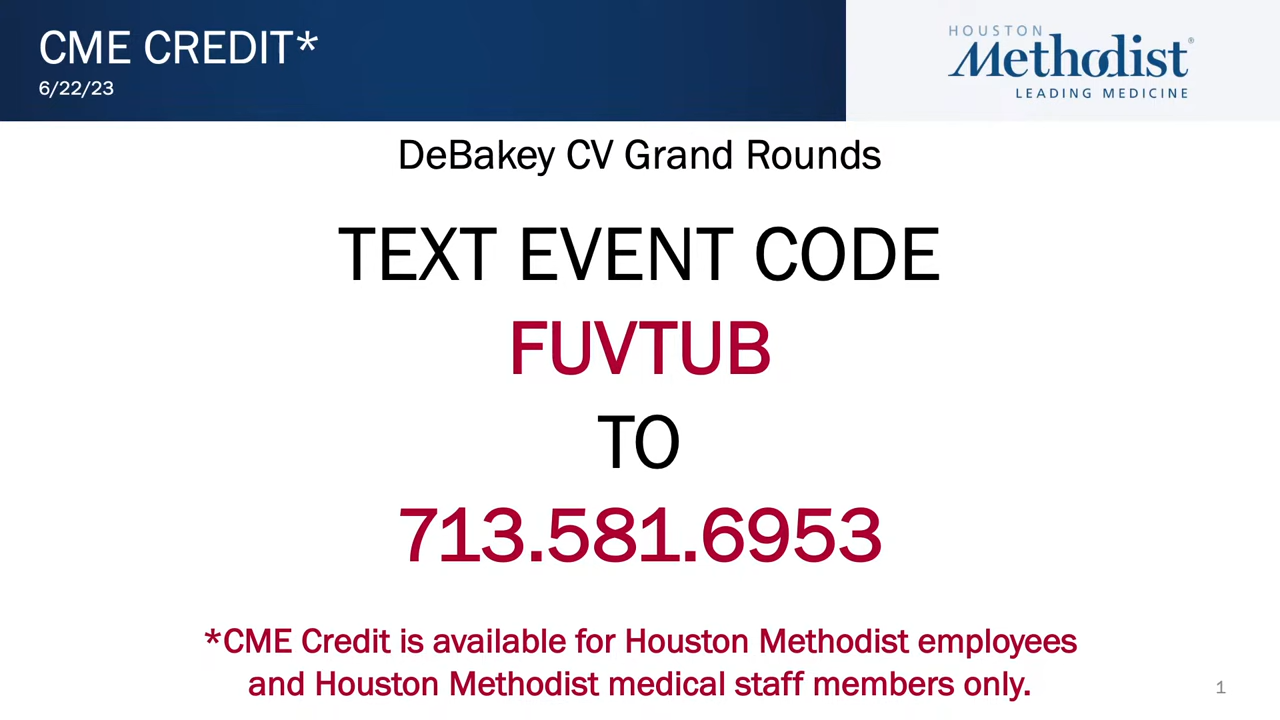 CME CREDIT*
6/22/23
HOUSTON
Methodist®
LEADING MEDICINE
DeBakey CV Grand Rounds
TEXT EVENT CODE
FUVTUB
TO
713.581.6953
*CME Credit is available for Houston Methodist employees
and Houston Methodist medical staff members only.
1